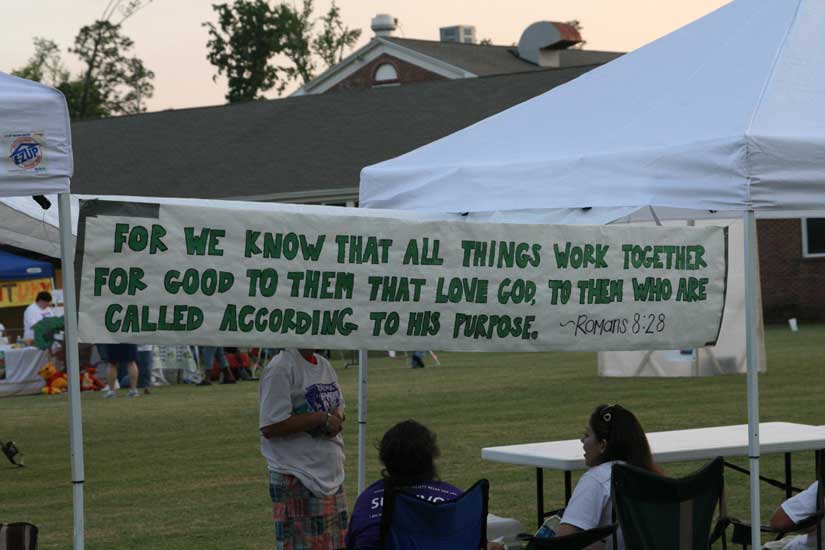 FOR WE KNOW THAT ALL THINGS WORK TOGETHER
FOR GOOD TO THEM THAT LOVE GOD, TO THEM WHO ARE
CALLED ACCORDING TO HIS PURPOSE. ~Romans 8:28
E-Z UP